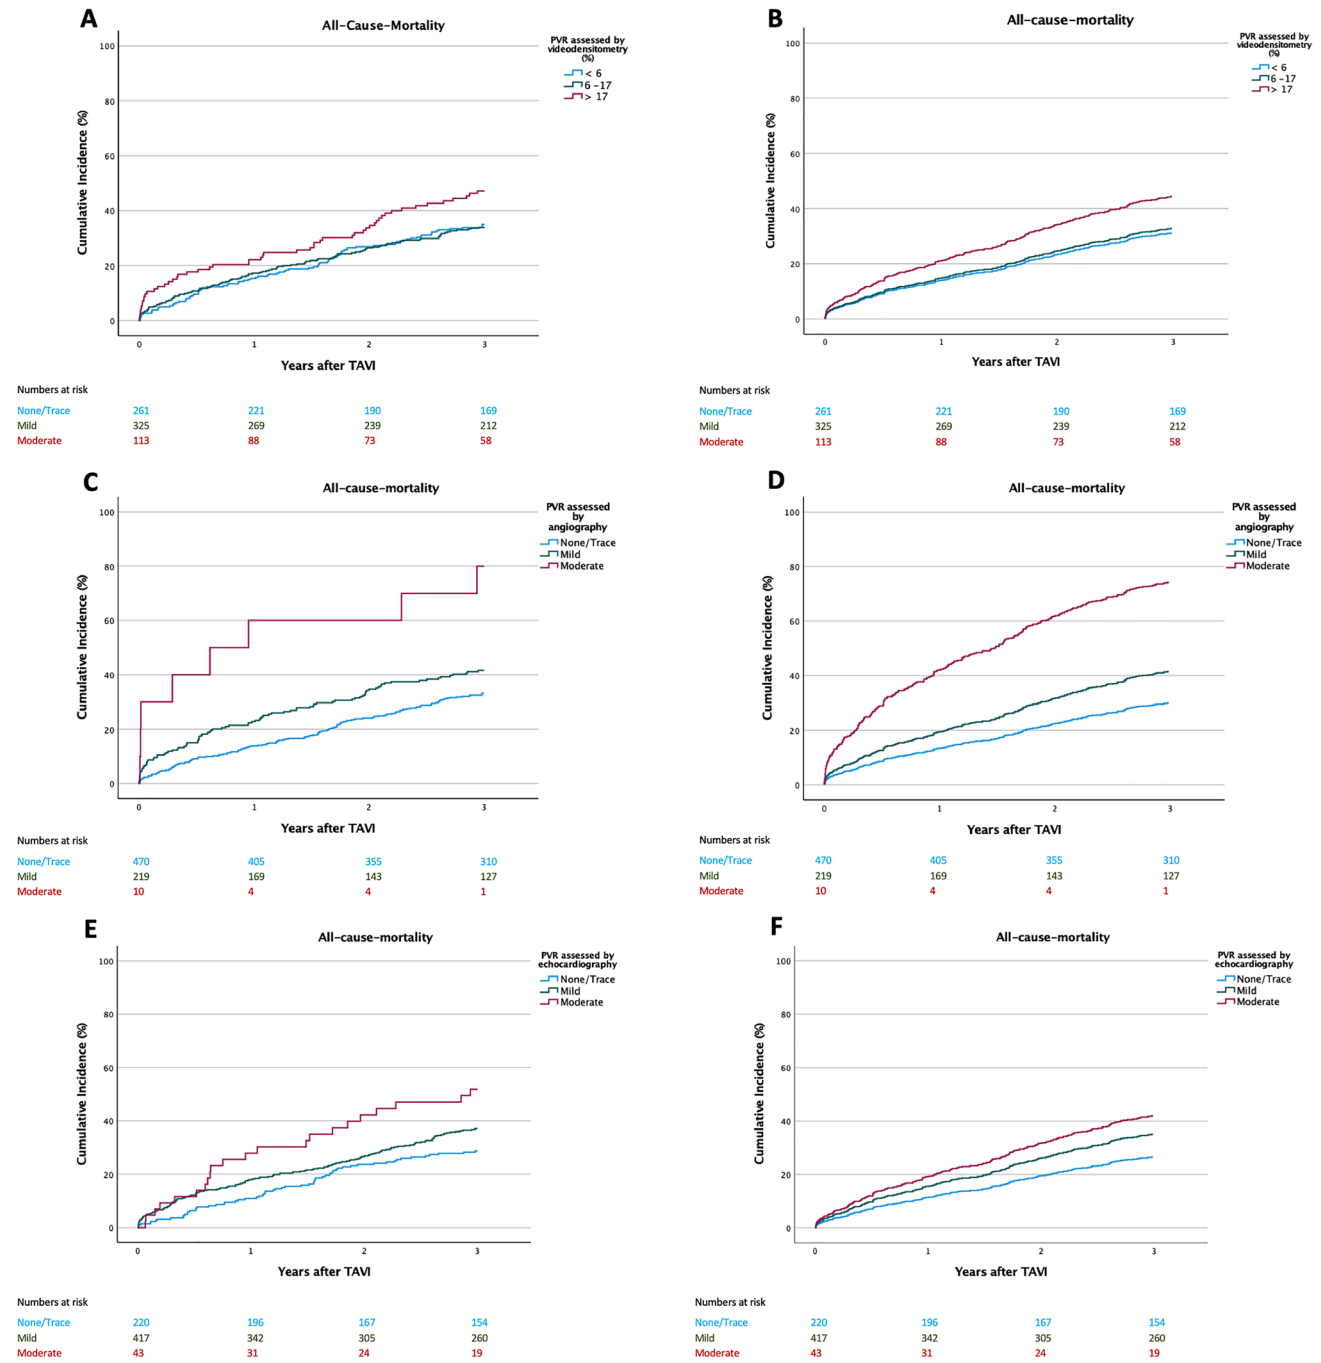 A
All-Cause-Mortality
PVR assessed by
videodensitometry
(%)
< 6
6 -17
> 17
100
80
60
40
20
0
Cumulative Incidence (%)
0 1 2 3
Years after TAVI
Numbers at risk
None/Trace 261 221 190 169
Mild 325 269 239 212
Moderate 113 88 73 58
B
All-cause-mortality
PVR assessed by
videodensitometry
(%)
< 6
6 -17
> 17
100
80
60
40
20
0
Cumulative Incidence (%)
0 1 2 3
Years after TAVI
Numbers at risk
None/Trace 261 221 190 169
Mild 325 269 239 212
Moderate 113 88 73 58
C
All-cause-mortality
PVR assessed
by
angiography
None/Trace
Mild
Moderate
100
80
60
40
20
0
Cumulative Incidence (%)
0 1 2 3
Years after TAVI
Numbers at risk
None/Trace 470 405 355 310
Mild 219 169 143 127
Moderate 10 4 4 1
D
All-cause-mortality
PVR assessed
by
angiography
None/Trace
Mild
Moderate
100
80
60
40
20
0
Cumulative Incidence (%)
0 1 2 3
Years after TAVI
Numbers at risk
None/Trace 470 405 355 310
Mild 219 169 143 127
Moderate 10 4 4 1
E
All-cause-mortality
PVR assessed by
echocardiography
None/Trace
Mild
Moderate
100
80
60
40
20
0
Cumulative Incidence (%)
0 1 2 3
Years after TAVI
Numbers at risk
None/Trace 220 196 167 154
Mild 417 342 305 260
Moderate 43 31 24 19
F
All-cause-mortality
PVR assessed by
echocardiography
None/Trace
Mild
Moderate
100
80
60
40
20
0
Cumulative Incidence (%)
0 1 2 3
Years after TAVI
Numbers at risk
None/Trace 220 196 167 154
Mild 417 342 305 260
Moderate 43 31 24 19